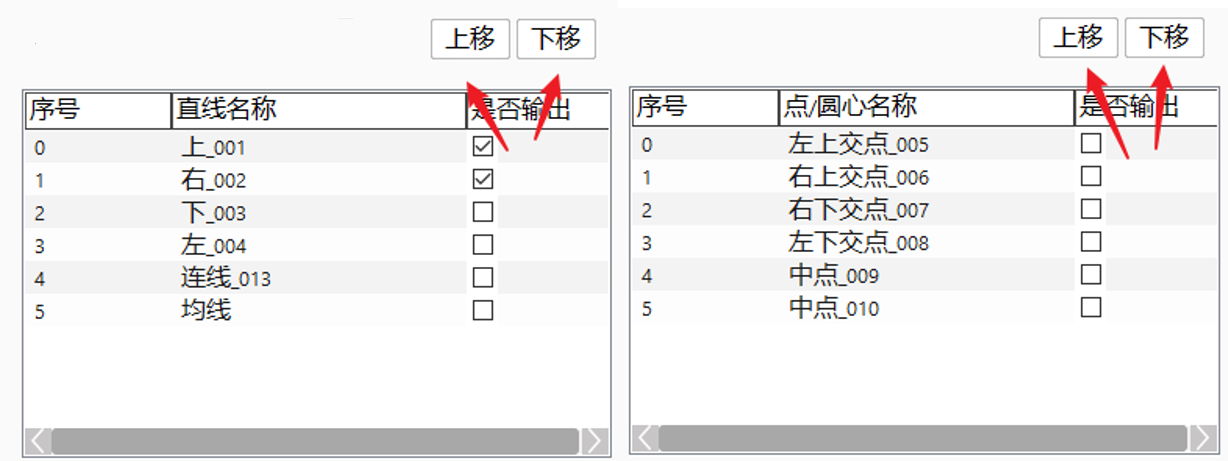 上移 下移
序号 直线名称 是否输出
0 上_001
1 右_002
2 下_003
3 左_004
4 连线_013
5 均线
上移 下移
序号 点/圆心名称 是否输出
0 左上交点_005
1 右上交点_006
2 右下交点_007
3 左下交点_008
4 中点_009
5 中点_010